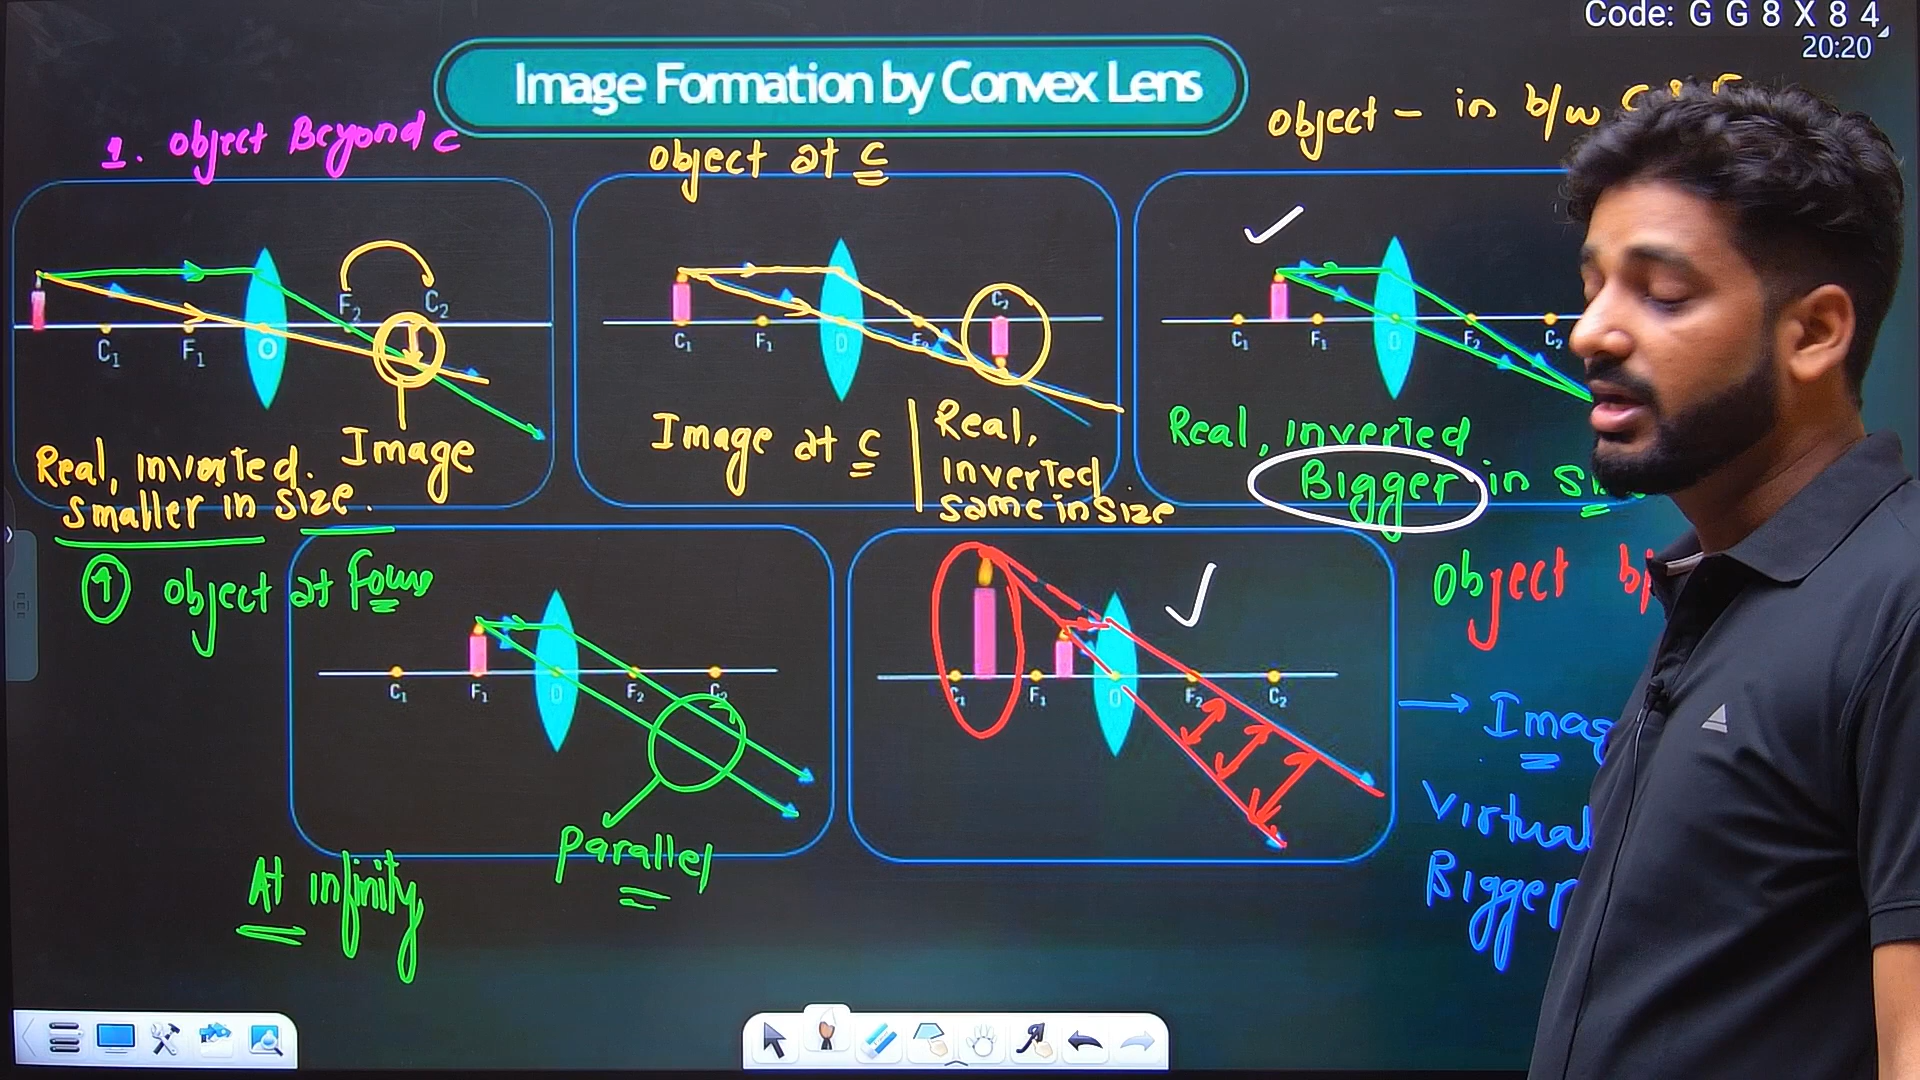 Code: G G 8 X 8 4
20:20
Image Formation by Convex Lens
1. Object Beyond C
Object at C
Object - in b/w C & F
F2 C2
C1 F1 O
Real, inverted.
Smaller in size.
Image
C2
C1 F1 O F2
Image at C
Real,
inverted
same in size
C1 F1 O F2 C2
Real, inverted
Bigger in
4 Object at Focus
C1 F1 O F2 C2
Parallel
At infinity
C1 F1 O F2 C2
Object
Virtual
Bigger